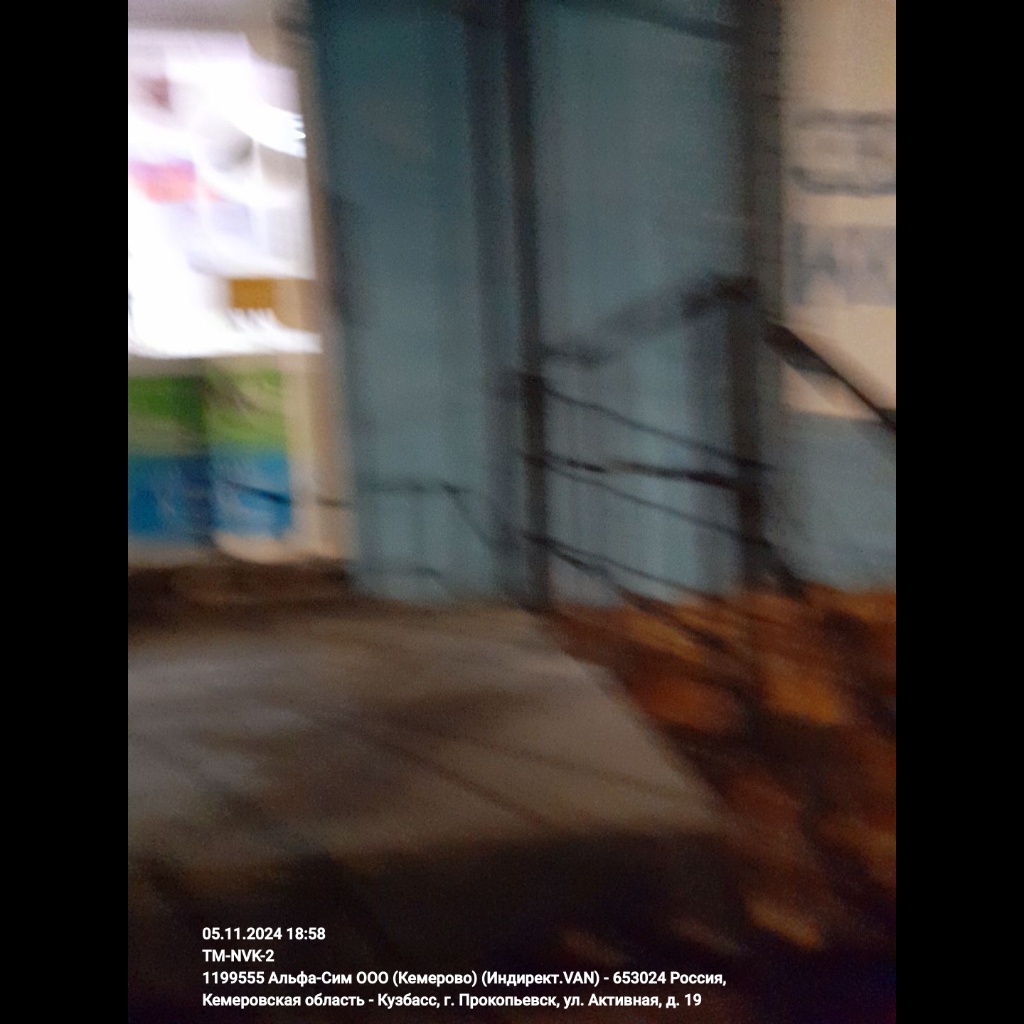 05.11.2024 18:58
TM-NVK-2
1199555 Альфа-Сим ООО (Кемерово) (Индирект.VAN) - 653024 Россия,
Кемеровская область - Кузбасс, г. Прокопьевск, ул. Активная, д. 19